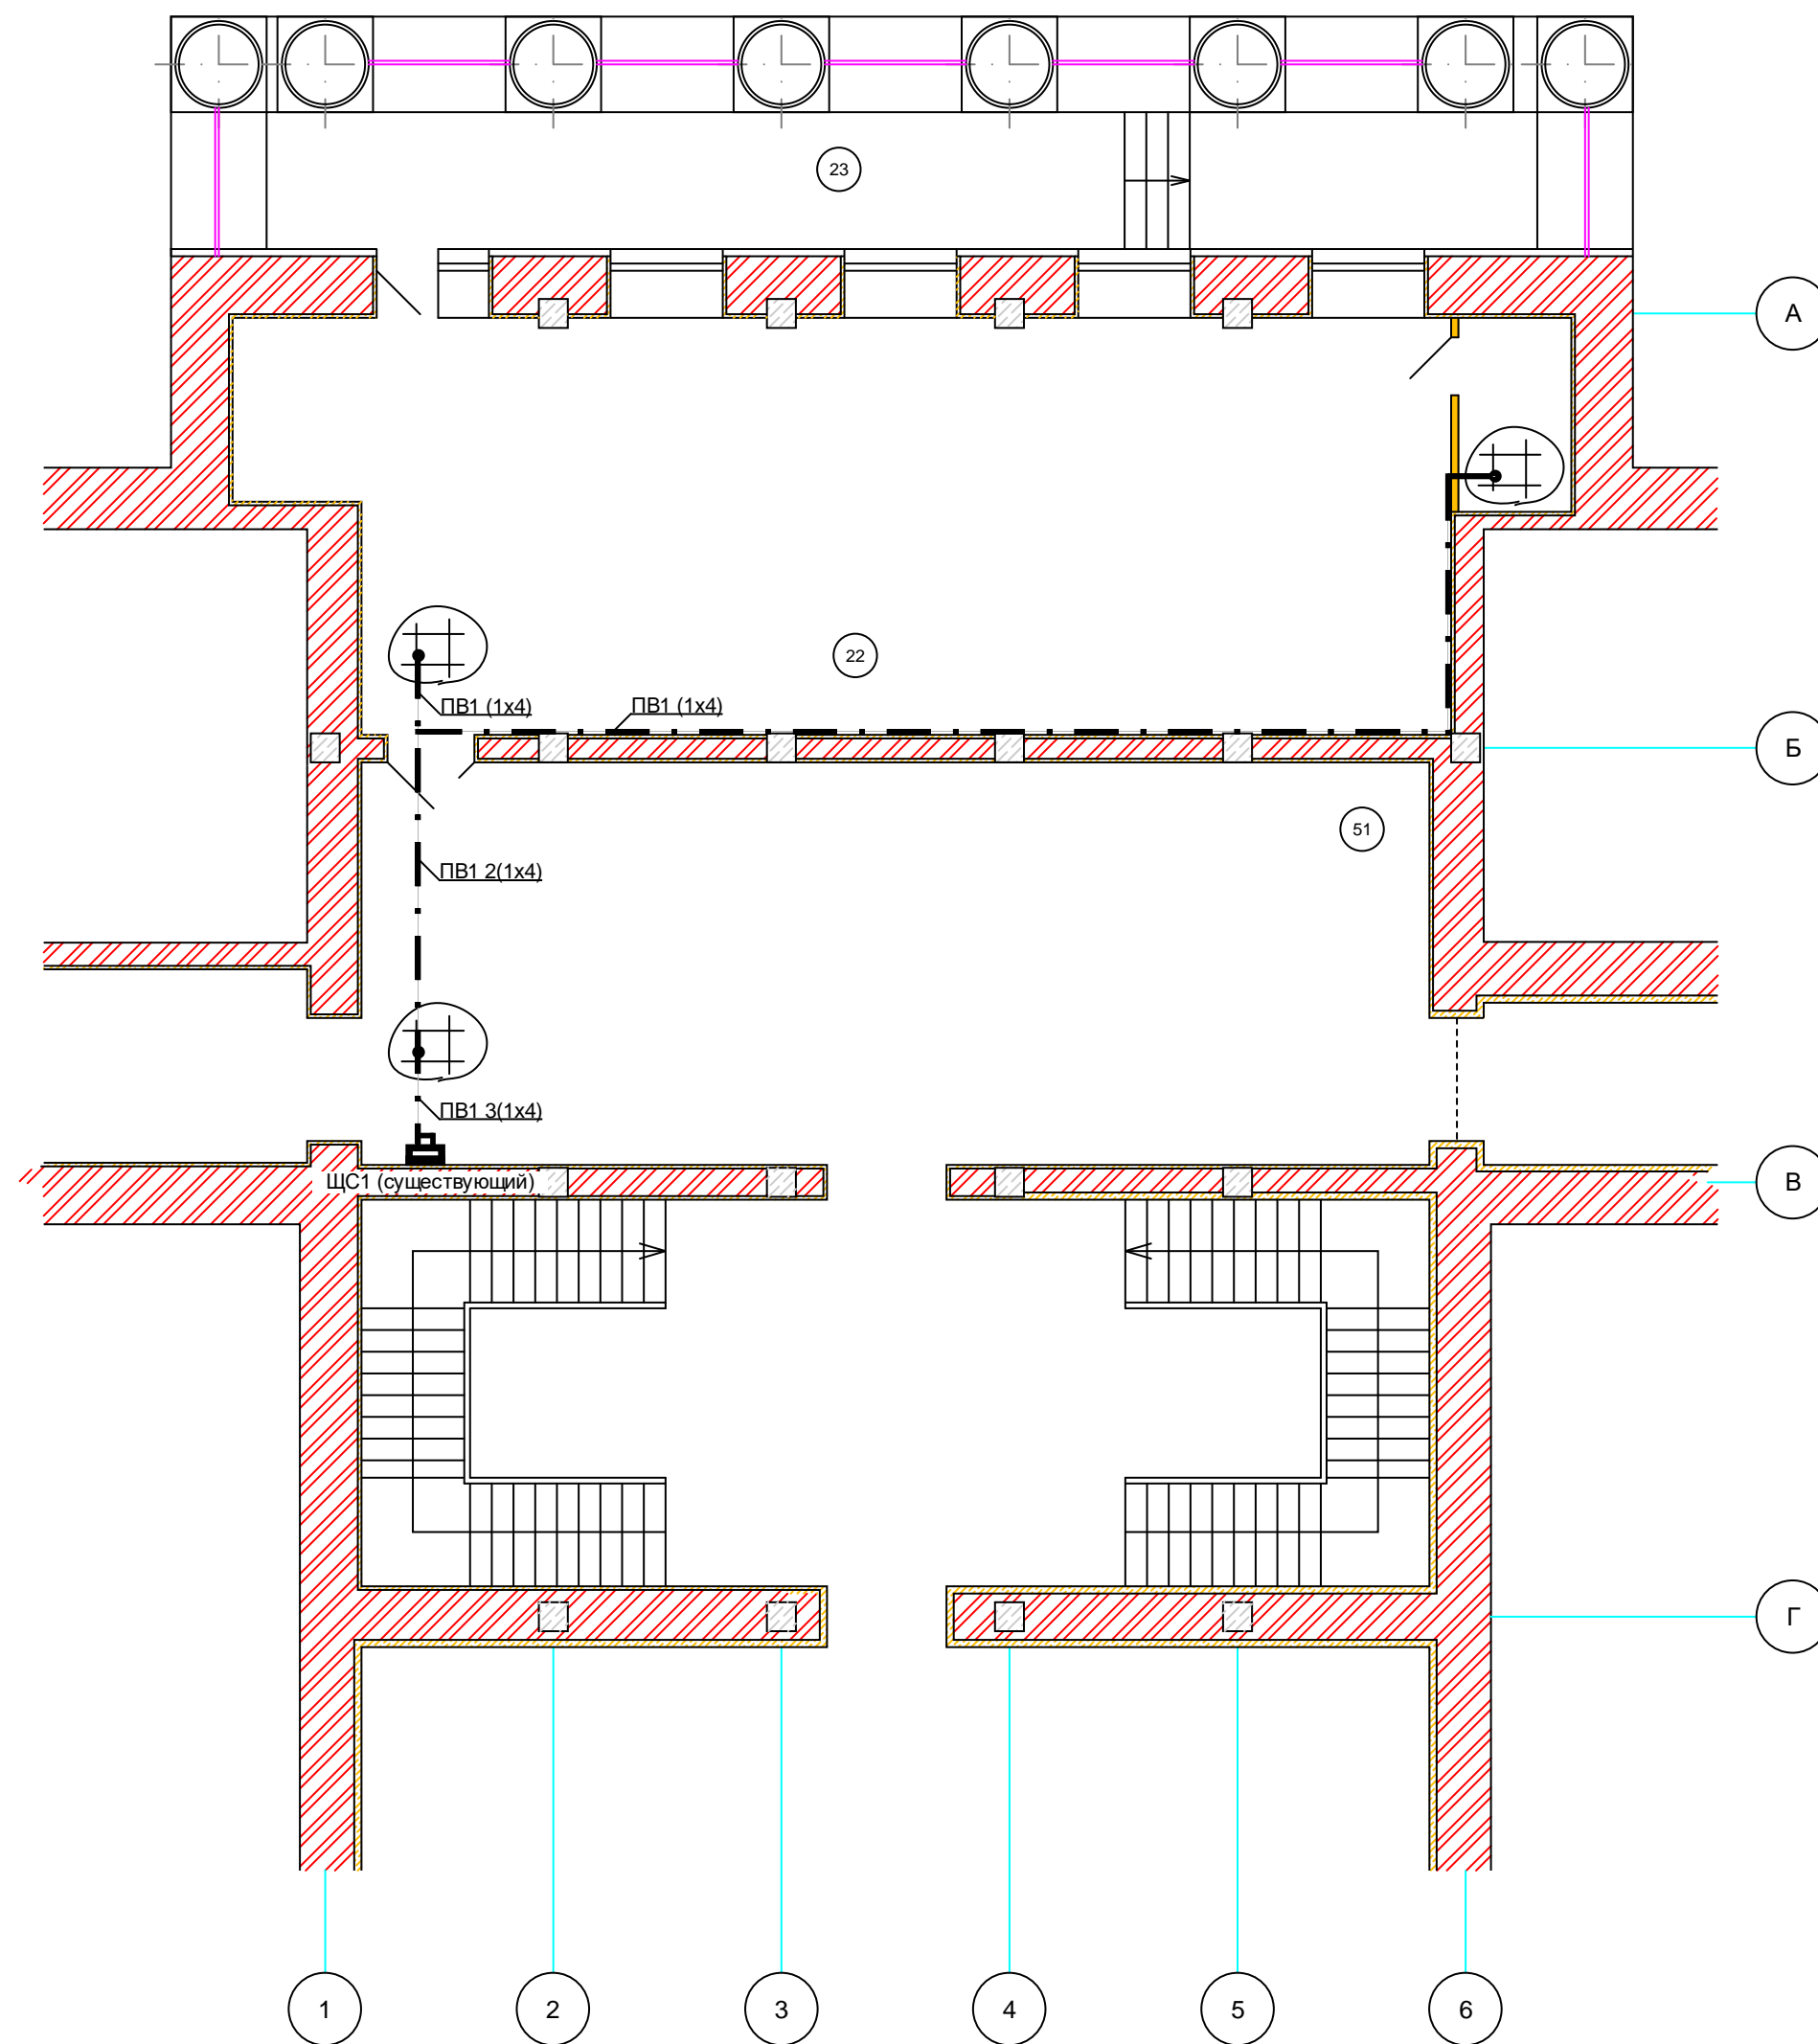 23
А
22
ПВ1 (1х4)
ПВ1 (1х4)
Б
51
ПВ1 2(1х4)
ПВ1 3(1х4)
ЩС1 (существующий)
В
Г
1 2 3 4 5 6